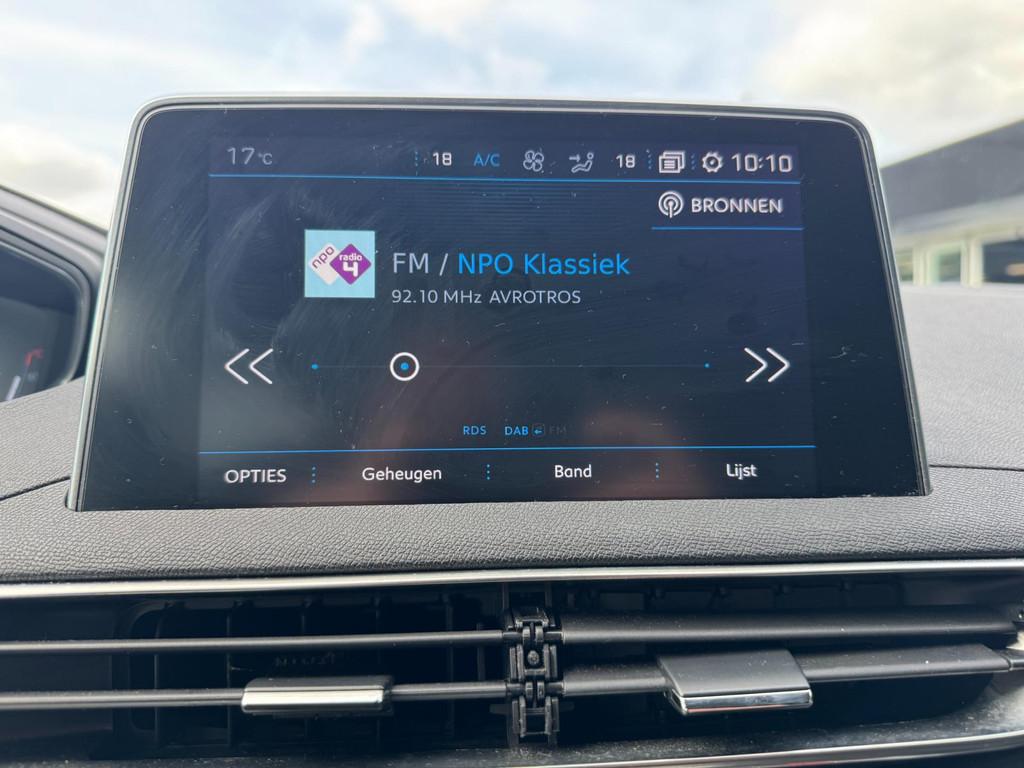 17°C 18 A/C 18 10:10
BRONNEN
npo radio 4
FM / NPO Klassiek
92.10 MHz AVROTROS
RDS DAB FM
OPTIES Geheugen Band Lijst